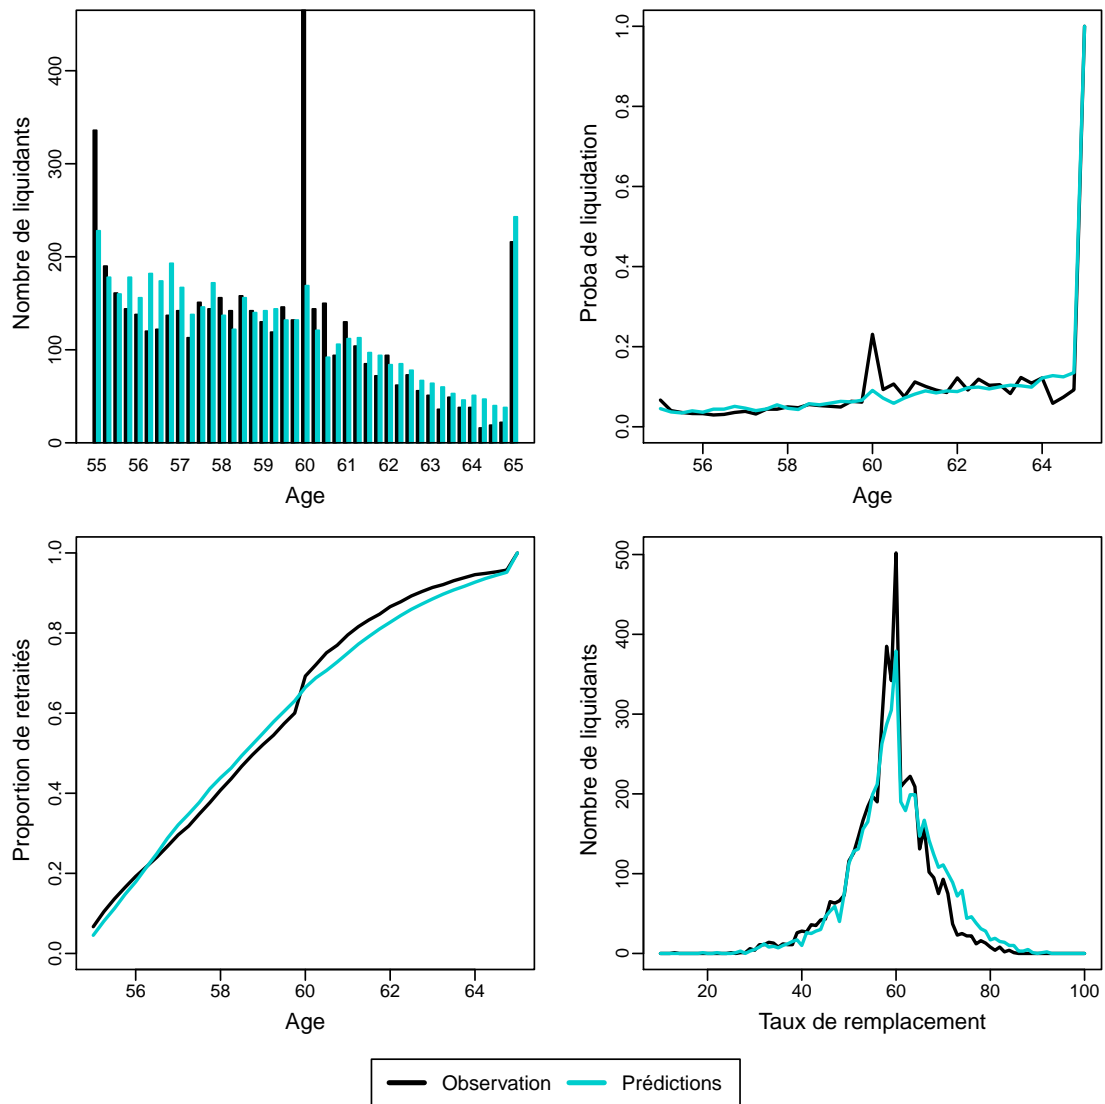 400
300
200
100
0
Nombre de liquidants
55 56 57 58 59 60 61 62 63 64 65
Age
1.0
0.8
0.6
0.4
0.2
0.0
Proba de liquidation
56 58 60 62 64
Age
1.0
0.8
0.6
0.4
0.2
0.0
Proportion de retraités
56 58 60 62 64
Age
500
400
300
200
100
0
Nombre de liquidants
20 40 60 80 100
Taux de remplacement
Observation Prédictions